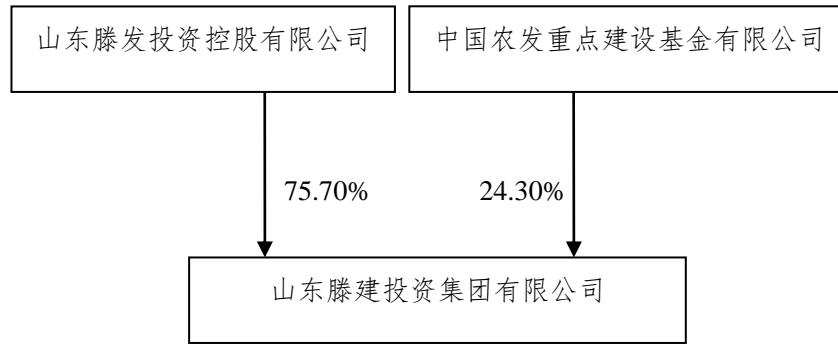 山东滕发投资控股有限公司
中国农发重点建设基金有限公司
75.70%
24.30%
山东滕建投资集团有限公司